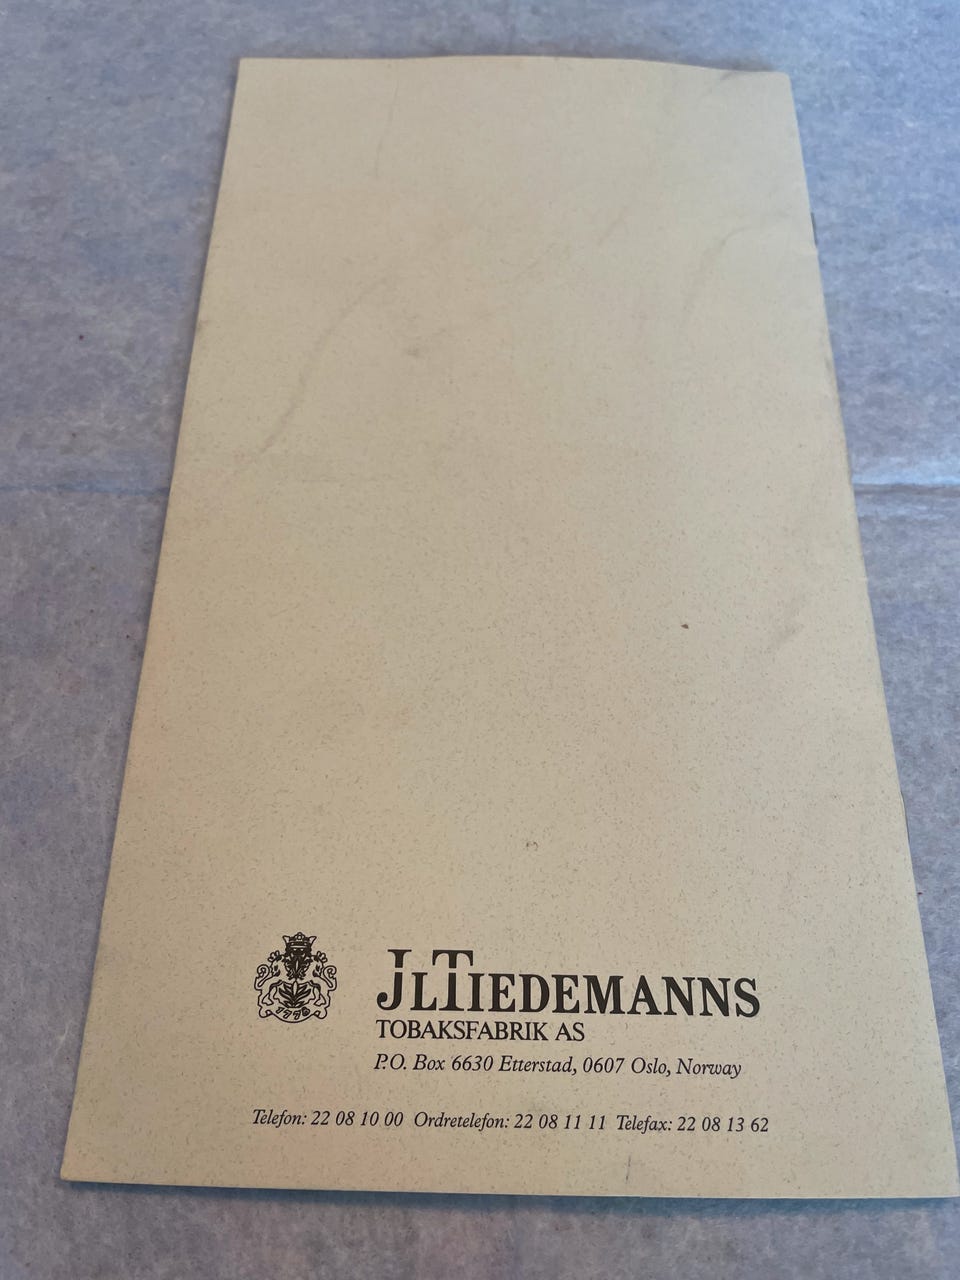 JLTIEDEMANNS
TOBAKSFABRIK AS
P.O. Box 6630 Etterstad, 0607 Oslo, Norway
Telefon: 22 08 10 00 Ordretelefon: 22 08 11 11 Telefax: 22 08 13 62